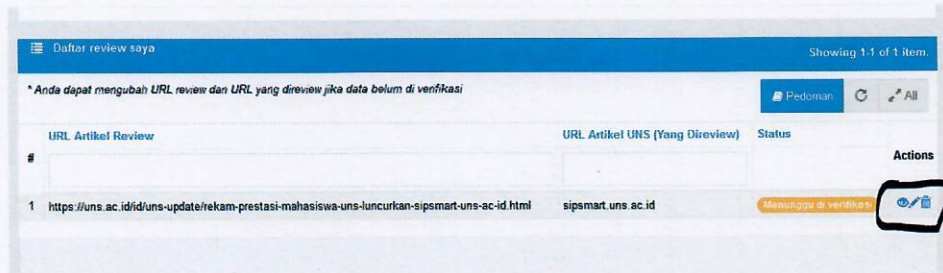 Daftar review saya
Showing 1-1 of 1 item.
* Anda dapat mengubah URL review dan URL yang direview jika data belum di verifikasi
Pedoman
All
URL Artikel Review
URL Artikel UNS (Yang Direview)
Status
#
Actions
1
https://uns.ac.id/id/uns-update/rekam-prestasi-mahasiswa-uns-luncurkan-sipsmart-uns-ac-id.html
sipsmart.uns.ac.id
Menunggu di verifikasi